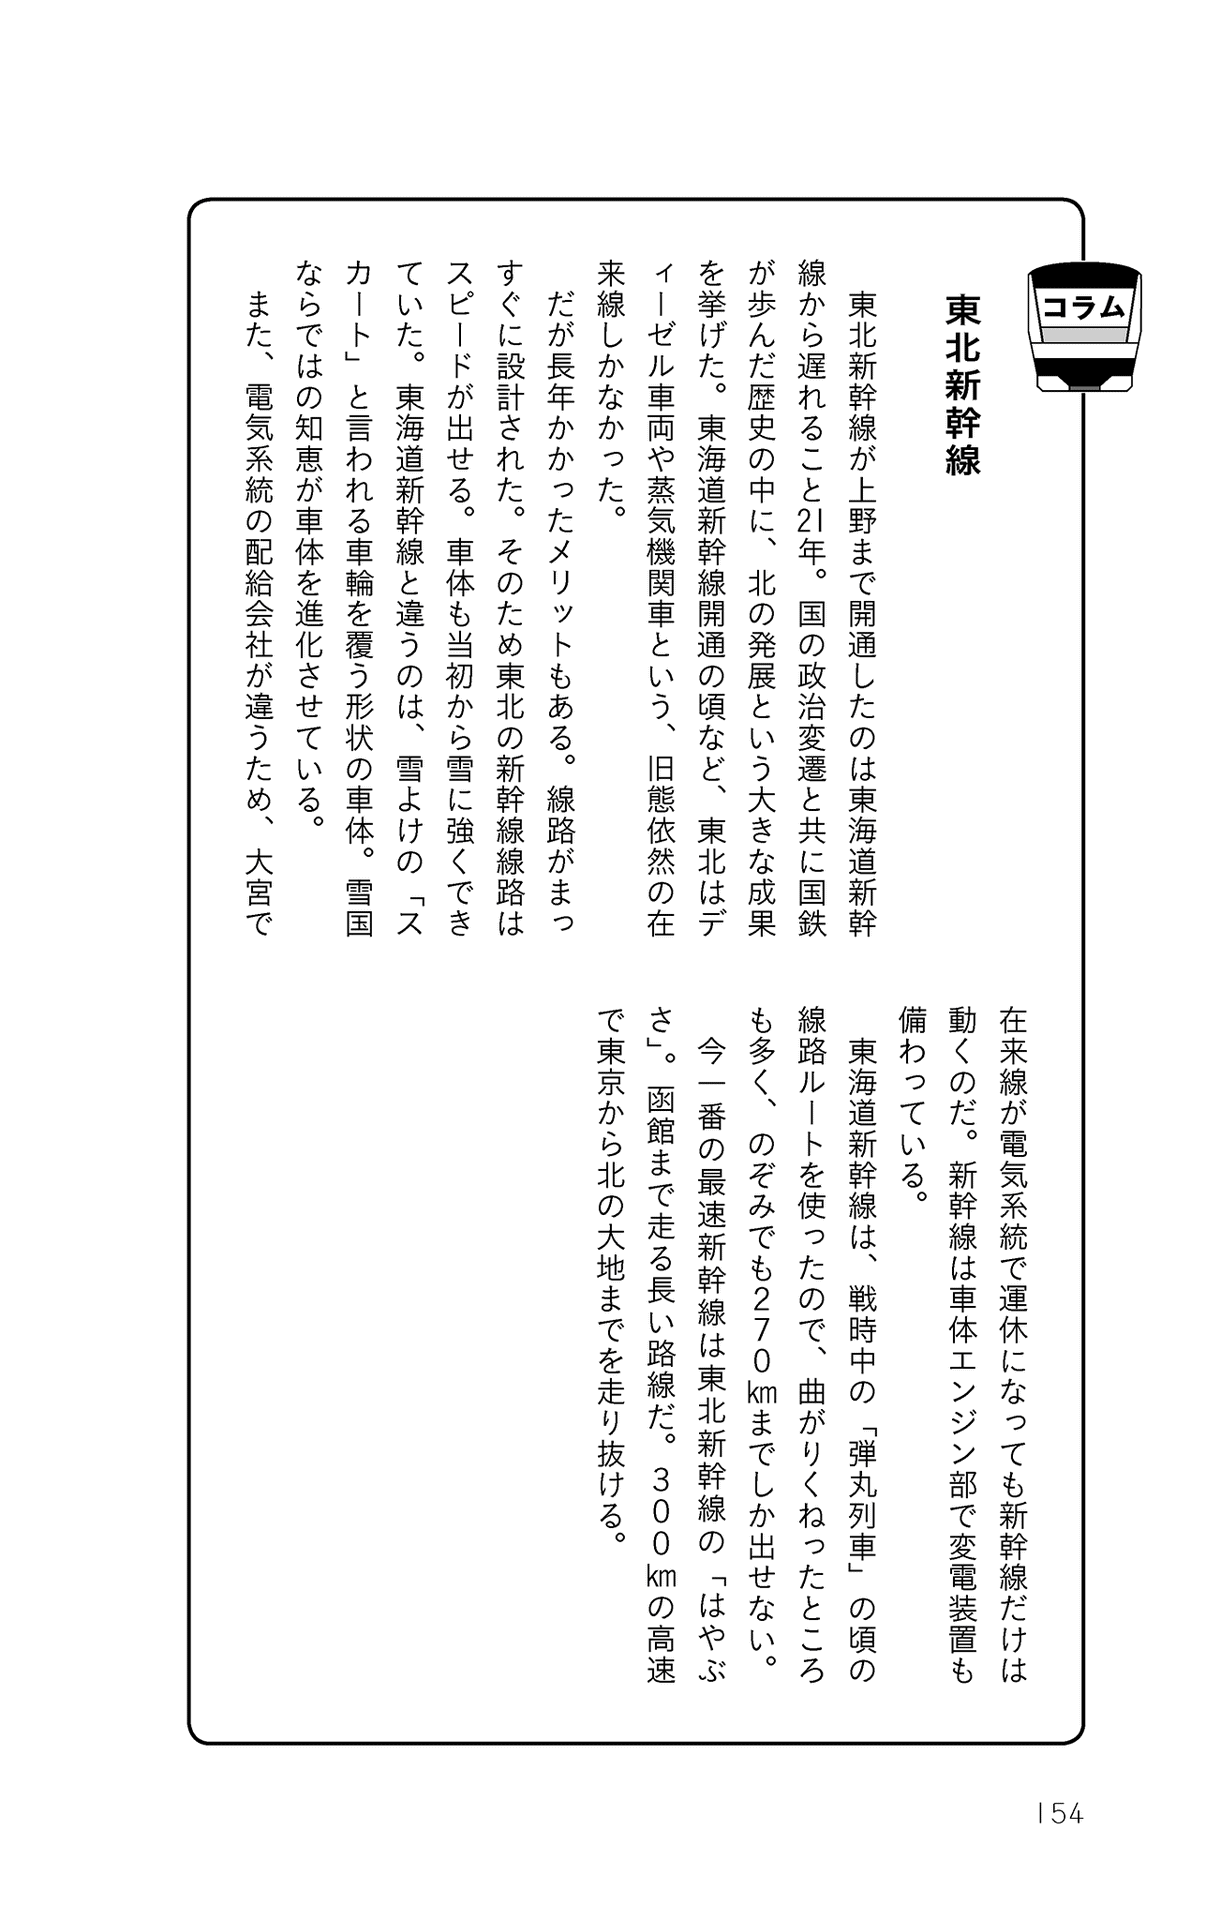 コラム
東北新幹線
東北新幹線が上野まで開通したのは東海道新幹
線から遅れること21年。国の政治変遷と共に国鉄
が歩んだ歴史の中に、北の発展という大きな成果
を挙げた。東海道新幹線開通の頃など、東北はデ
ィーゼル車両や蒸気機関車という、旧態依然の在
来線しかなかった。
だが長年かかったメリットもある。線路がまっ
すぐに設計された。そのため東北の新幹線線路は
スピードが出せる。車体も当初から雪に強くでき
ていた。東海道新幹線と違うのは、雪よけの「ス
カート」と言われる車輪を覆う形状の車体。雪国
ならではの知恵が車体を進化させている。
また、電気系統の配給会社が違うため、大宮で
在来線が電気系統で運休になっても新幹線だけは
動くのだ。新幹線は車体エンジン部で変電装置も
備わっている。
東海道新幹線は、戦時中の「弾丸列車」の頃の
線路ルートを使ったので、曲がりくねったところ
も多く、のぞみでも270㎞までしか出せない。
今一番の最速新幹線は東北新幹線の「はやぶ
さ」。函館まで走る長い路線だ。300㎞の高速
で東京から北の大地までを走り抜ける。
154